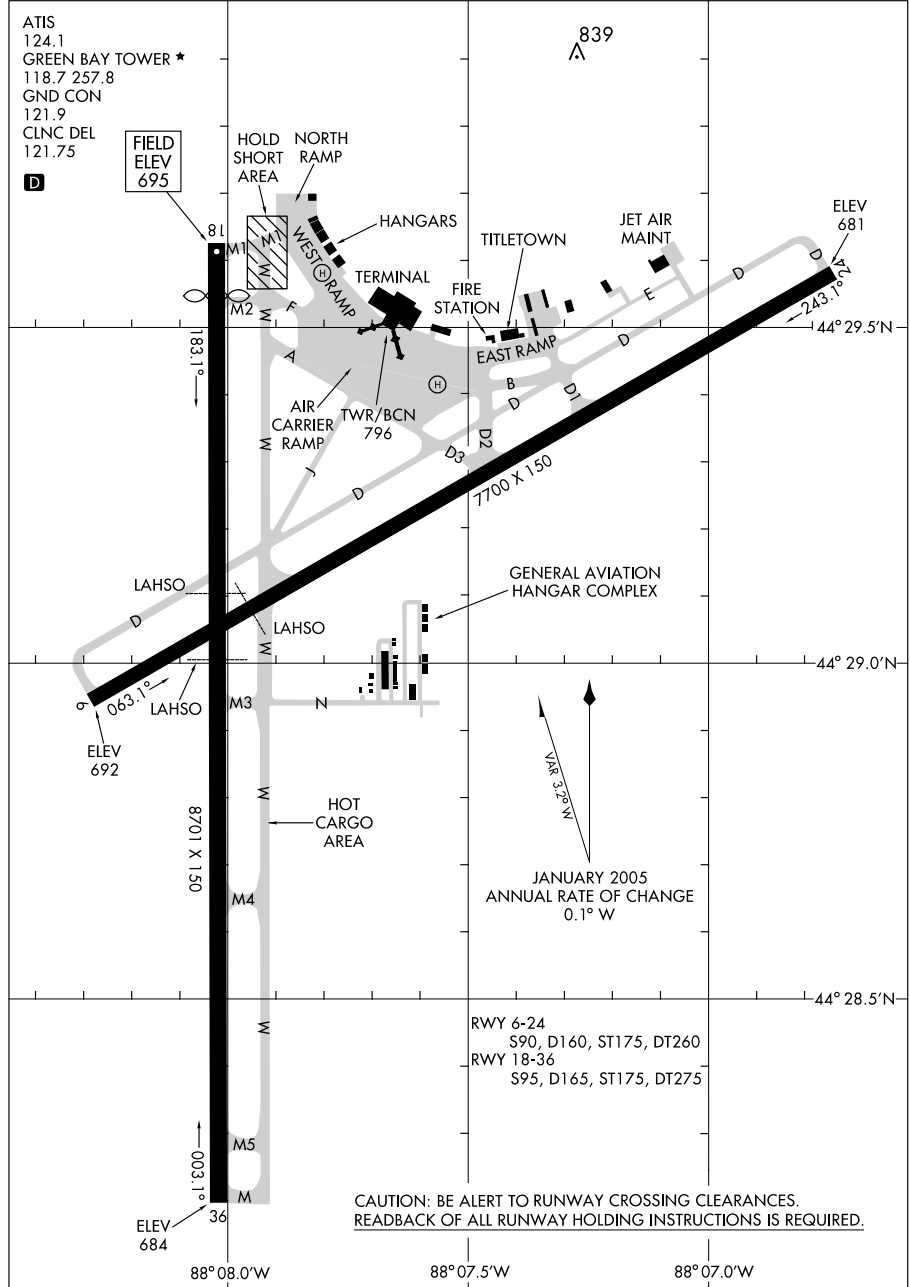 ATIS
124.1
GREEN BAY TOWER ★
118.7 257.8
GND CON
121.9
CLNC DEL
121.75
D
FIELD
ELEV
695
HOLD
SHORT
AREA
NORTH
RAMP
839
HANGARS
WEST RAMP
H
TERMINAL
FIRE
STATION
TITLETOWN
JET AIR
MAINT
ELEV
681
18
M1
M1
W
M2
W
F
A
183.1°
EAST RAMP
E
D
D
D
24
243.1°
44° 29.5'N
AIR
CARRIER
RAMP
TWR/BCN
796
H
B
D
D1
D2
D3
W
J
D
7700 X 150
LAHSO
LAHSO
LAHSO
D
W
GENERAL AVIATION
HANGAR COMPLEX
44° 29.0'N
6
063.1°
M3
N
ELEV
692
8701 X 150
W
HOT
CARGO
AREA
VAR 3.2° W
JANUARY 2005
ANNUAL RATE OF CHANGE
0.1° W
M4
W
44° 28.5'N
RWY 6-24
S90, D160, ST175, DT260
RWY 18-36
S95, D165, ST175, DT275
M5
003.1°
M
36
ELEV
684
CAUTION: BE ALERT TO RUNWAY CROSSING CLEARANCES.
READBACK OF ALL RUNWAY HOLDING INSTRUCTIONS IS REQUIRED.
88° 08.0'W
88° 07.5'W
88° 07.0'W